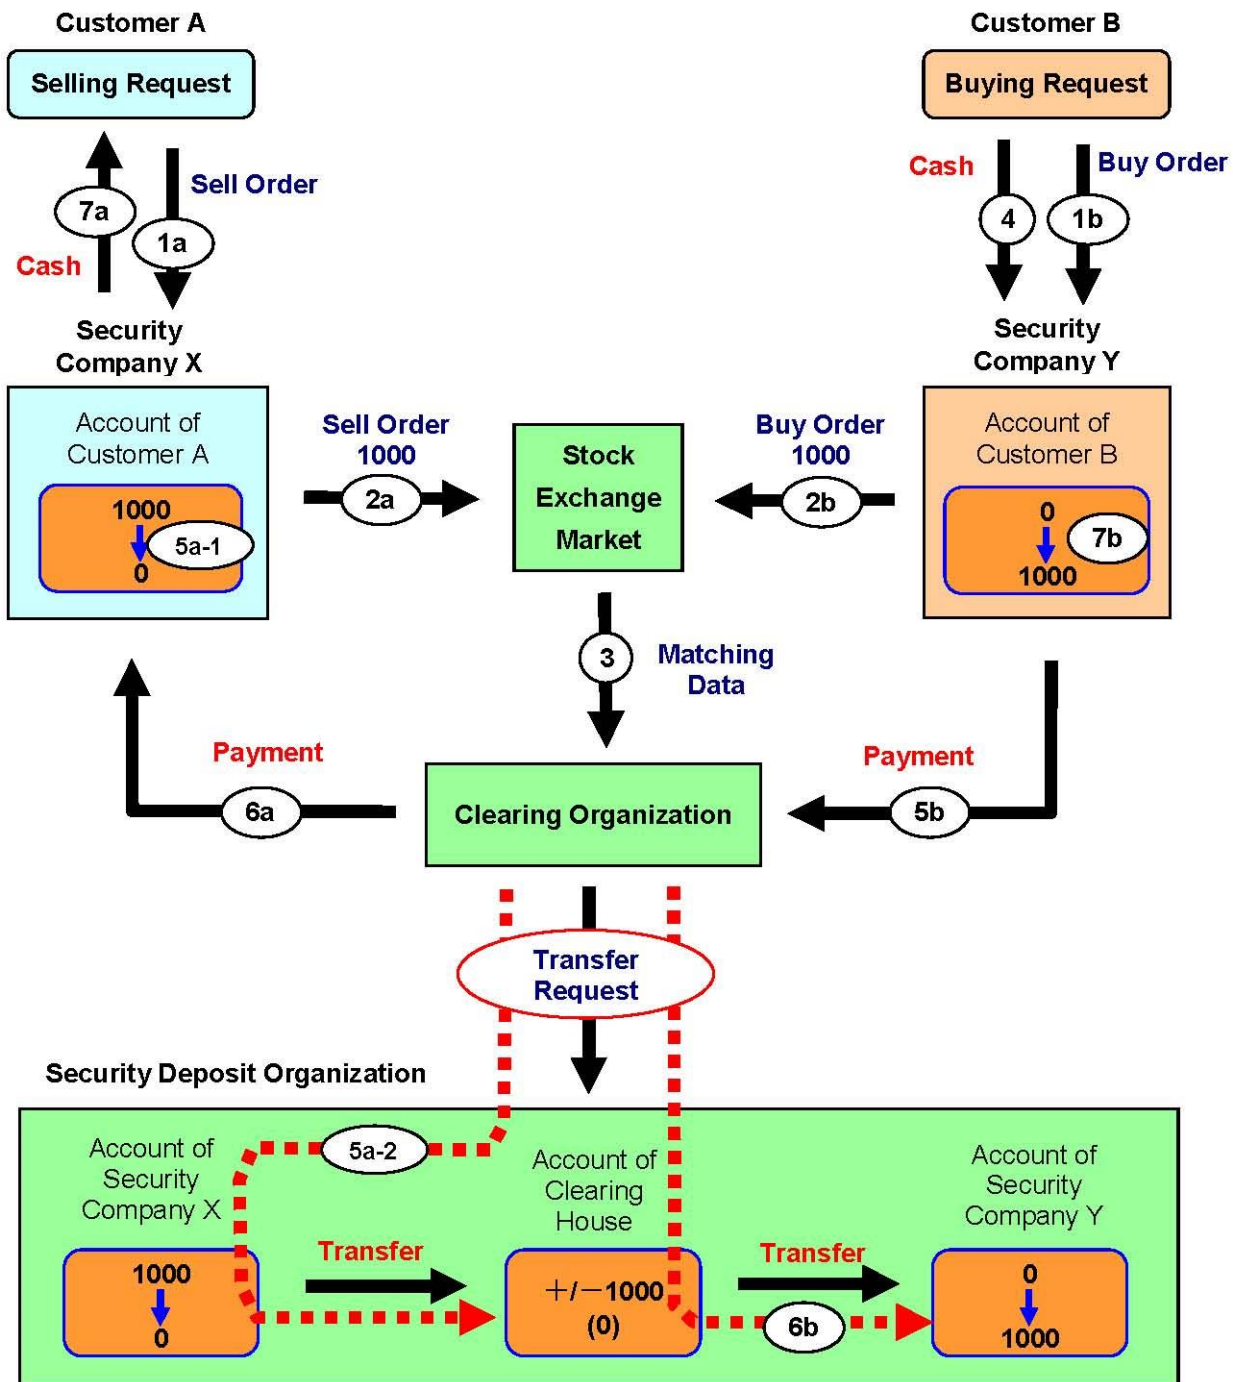 Customer A
Customer B
Selling Request
Buying Request
Cash
Buy Order
Sell Order
7a
4
1b
1a
Cash
Security
Company X
Security
Company Y
Account of
Customer A
Sell Order
1000
Stock
Exchange
Market
Buy Order
1000
Account of
Customer B
1000
5a-1
0
2a
2b
0
7b
1000
3
Matching
Data
Payment
Payment
6a
Clearing Organization
5b
Transfer
Request
Security Deposit Organization
Account of
Security
Company X
5a-2
Account of
Clearing
House
Account of
Security
Company Y
Transfer
Transfer
1000
0
+/−1000
(0)
6b
0
1000